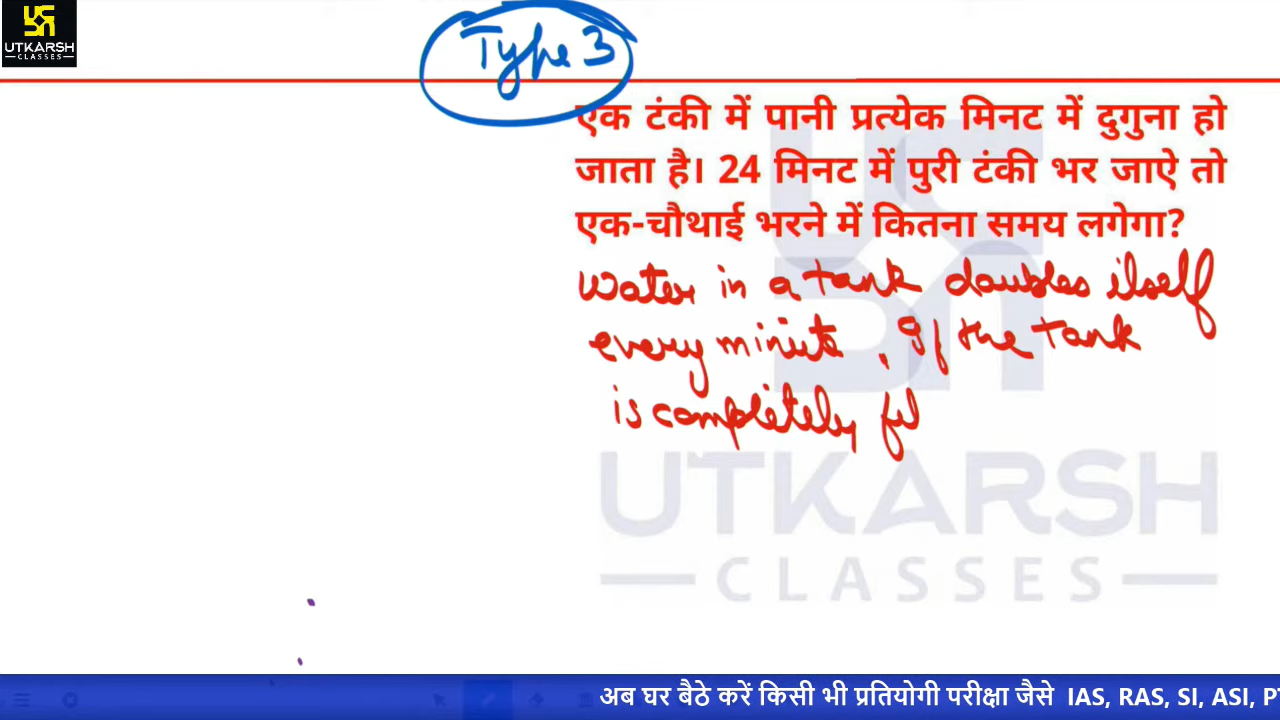 UTKARSH
CLASSES
Type 3
एक टंकी में पानी प्रत्येक मिनट में दुगुना हो
जाता है। 24 मिनट में पुरी टंकी भर जाऐ तो
एक-चौथाई भरने में कितना समय लगेगा?
Water in a tank doubles itself
every minute, If the tank
is completely fil
UTKARSH
CLASSES
अब घर बैठे करें किसी भी प्रतियोगी परीक्षा जैसे IAS, RAS, SI, ASI, P